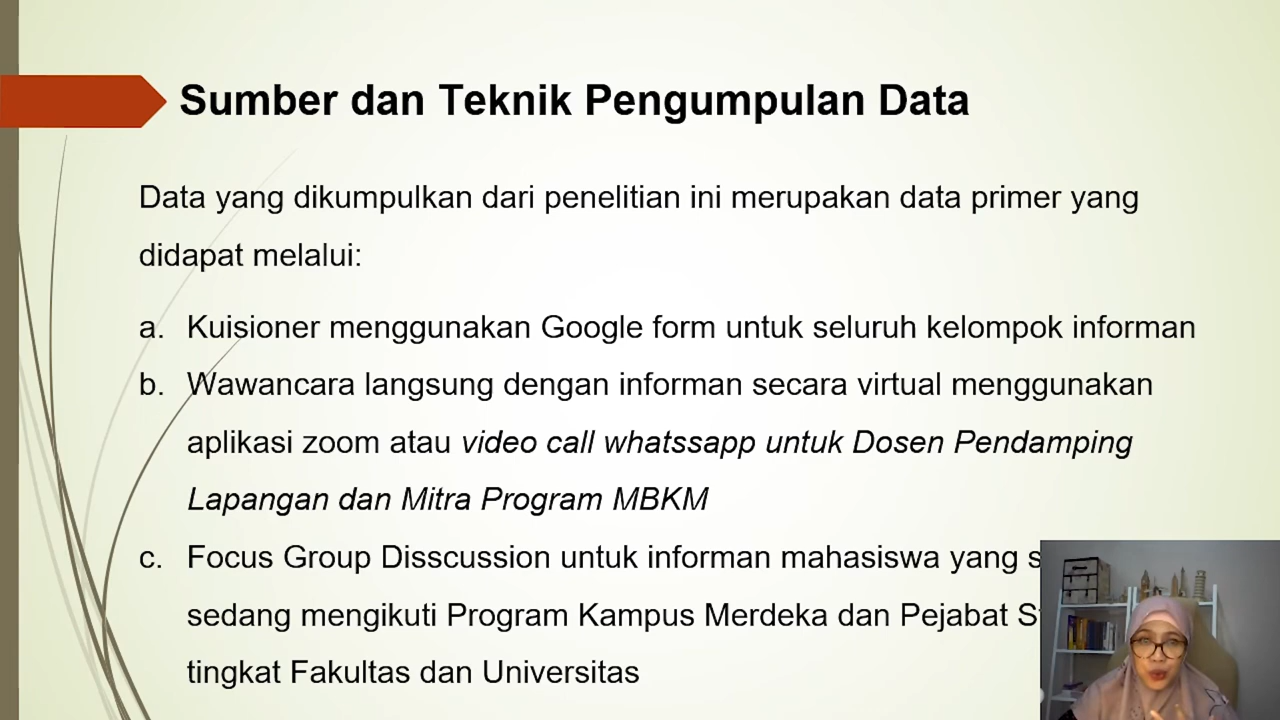 Sumber dan Teknik Pengumpulan Data
Data yang dikumpulkan dari penelitian ini merupakan data primer yang
didapat melalui:
a. Kuisioner menggunakan Google form untuk seluruh kelompok informan
b. Wawancara langsung dengan informan secara virtual menggunakan
aplikasi zoom atau video call whatssapp untuk Dosen Pendamping
Lapangan dan Mitra Program MBKM
c. Focus Group Disscussion untuk informan mahasiswa yang
sedang mengikuti Program Kampus Merdeka dan Pejabat
tingkat Fakultas dan Universitas